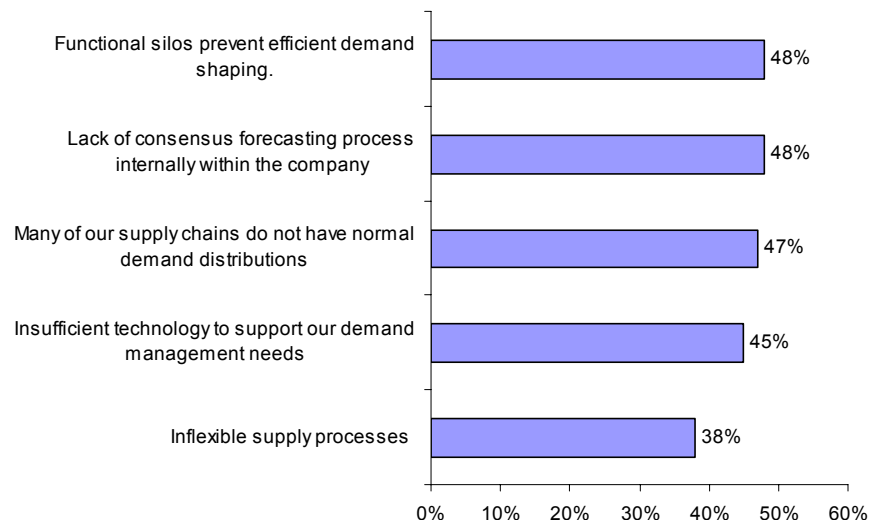 Functional silos prevent efficient demand
shaping.
48%
Lack of consensus forecasting process
internally within the company
48%
Many of our supply chains do not have normal
demand distributions
47%
Insufficient technology to support our demand
management needs
45%
Inflexible supply processes
38%
0% 10% 20% 30% 40% 50% 60%